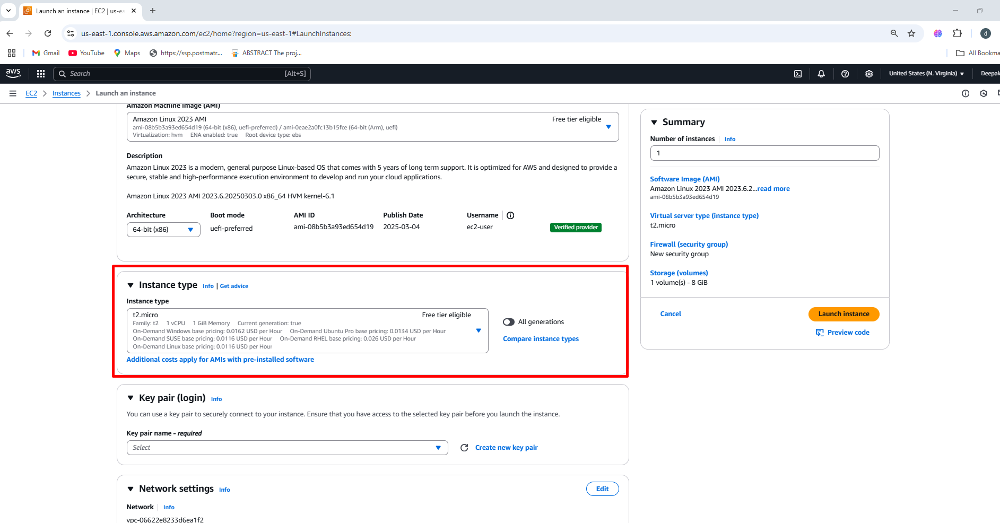 Launch an instance | EC2 | us-ea
us-east-1.console.aws.amazon.com/ec2/home?region=us-east-1#LaunchInstances:
d
Gmail
YouTube
Maps
https://ssp.postmatr...
ABSTRACT The proj...
All Bookma
aws
Search
[Alt+S]
United States (N. Virginia)
Deepak
EC2
Instances
Launch an instance
Amazon Machine Image (AMI)
Amazon Linux 2023 AMI
Free tier eligible
ami-08b5b3a93ed654d19 (64-bit (x86), uefi-preferred) / ami-0eae2a0fc13b15fce (64-bit (Arm), uefi)
Virtualization: hvm ENA enabled: true Root device type: ebs
Description
Amazon Linux 2023 is a modern, general purpose Linux-based OS that comes with 5 years of long term support. It is optimized for AWS and designed to provide a
secure, stable and high-performance execution environment to develop and run your cloud applications.
Amazon Linux 2023 AMI 2023.6.20250303.0 x86_64 HVM kernel-6.1
Architecture
64-bit (x86)
Boot mode
uefi-preferred
AMI ID
ami-08b5b3a93ed654d19
Publish Date
2025-03-04
Username
ec2-user
Verified provider
Instance type
Info | Get advice
Instance type
t2.micro
Free tier eligible
Family: t2 1 vCPU 1 GiB Memory Current generation: true
On-Demand Windows base pricing: 0.0162 USD per Hour On-Demand Ubuntu Pro base pricing: 0.0134 USD per Hour
On-Demand SUSE base pricing: 0.0116 USD per Hour On-Demand RHEL base pricing: 0.026 USD per Hour
On-Demand Linux base pricing: 0.0116 USD per Hour
All generations
Compare instance types
Additional costs apply for AMIs with pre-installed software
Key pair (login)
Info
You can use a key pair to securely connect to your instance. Ensure that you have access to the selected key pair before you launch the instance.
Key pair name - required
Select
Create new key pair
Network settings
Info
Edit
Network
Info
vpc-06622e8233d6ea1f2
Summary
Number of instances
Info
1
Software Image (AMI)
Amazon Linux 2023 AMI 2023.6.2...read more
ami-08b5b3a93ed654d19
Virtual server type (instance type)
t2.micro
Firewall (security group)
New security group
Storage (volumes)
1 volume(s) - 8 GiB
Cancel
Launch instance
Preview code